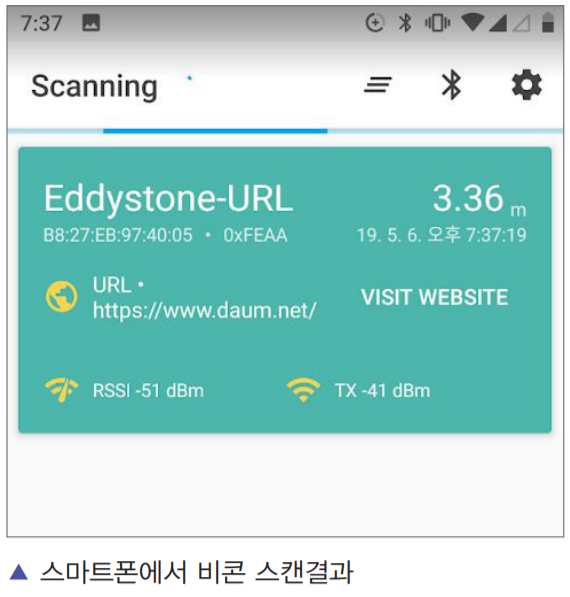 7:37
Scanning
Eddystone-URL
3.36 m
B8:27:EB:97:40:05 • 0xFEAA
19. 5. 6. 오후 7:37:19
URL •
https://www.daum.net/
VISIT WEBSITE
RSSI -51 dBm
TX -41 dBm
▲ 스마트폰에서 비콘 스캔결과